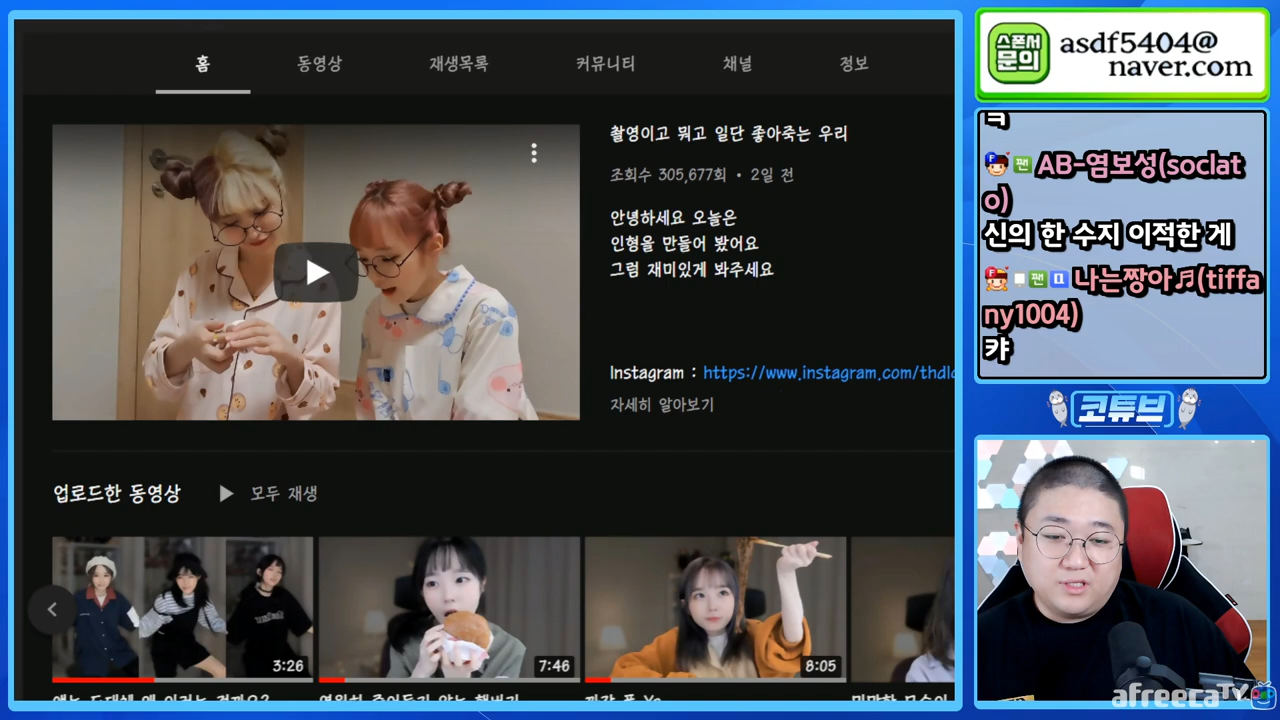 홈 동영상 재생목록 커뮤니티 채널 정보
촬영이고 뭐고 일단 좋아죽는 우리
조회수 305,677회 • 2일 전
안녕하세요 오늘은
인형을 만들어 봤어요
그럼 재미있게 봐주세요
Instagram : https://www.instagram.com/thdlc
자세히 알아보기
업로드한 동영상 ▶ 모두 재생
3:26
7:46
8:05
스폰서
문의
asdf5404@
naver.com
AB-염보성(soclat
o)
신의 한 수지 이적한 게
F 팬 나는짱아♬(tiffa
ny1004)
캬
코튜브
afreecaTV